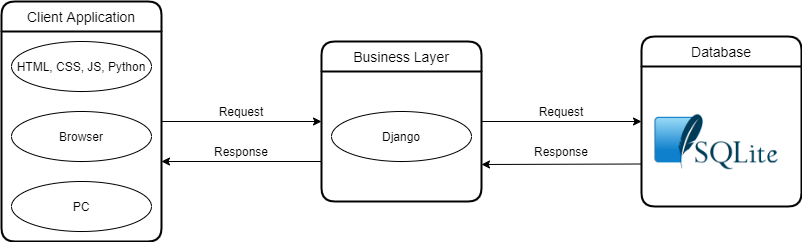 Client Application
HTML, CSS, JS, Python
Browser
PC
Request
Response
Business Layer
Django
Request
Response
Database
SQLite